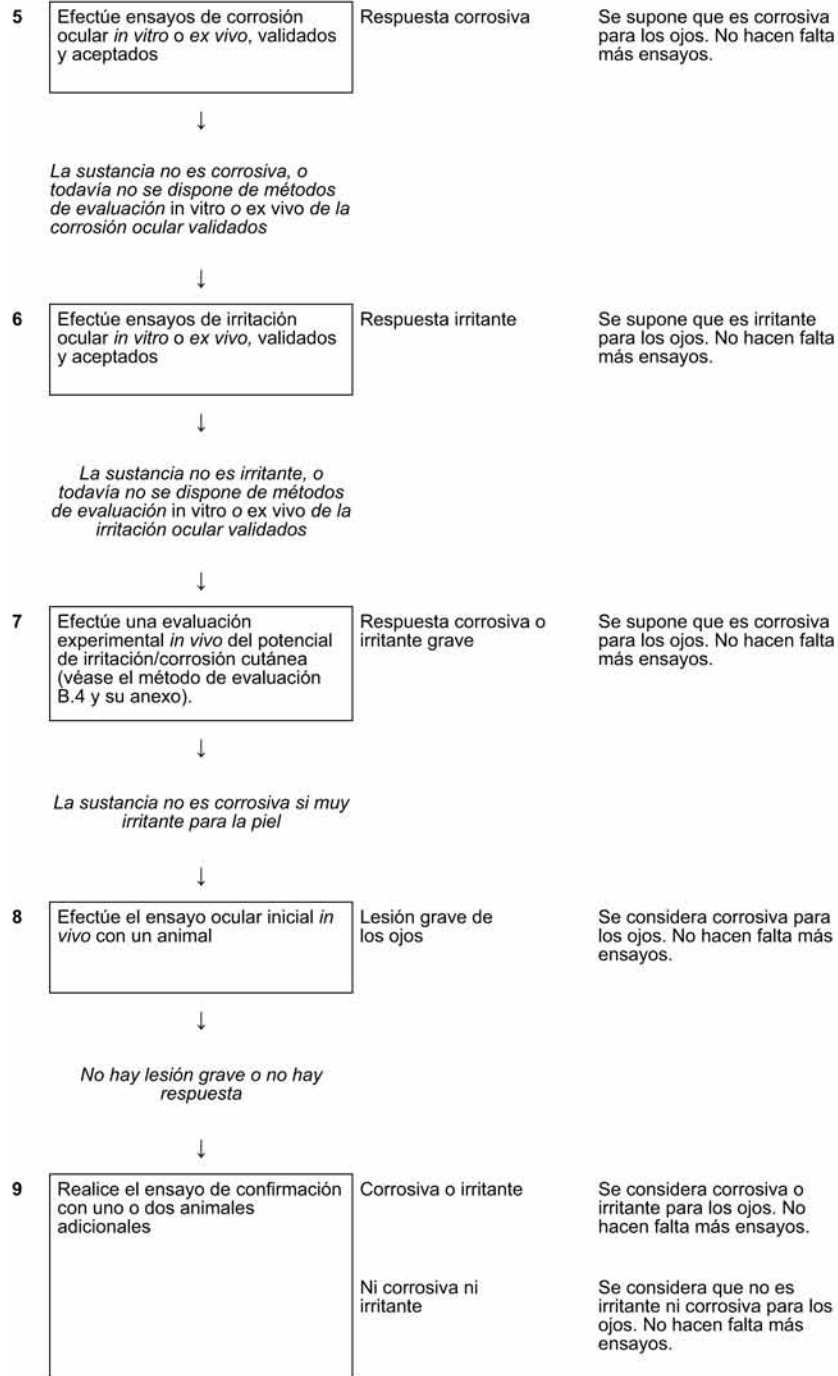 5 Efectúe ensayos de corrosión Respuesta corrosiva Se supone que es corrosiva
ocular in vitro o ex vivo, validados para los ojos. No hacen falta
y aceptados más ensayos.
↓
La sustancia no es corrosiva, o
todavía no se dispone de métodos
de evaluación in vitro o ex vivo de la
corrosión ocular validados
↓
6 Efectúe ensayos de irritación Respuesta irritante Se supone que es irritante
ocular in vitro o ex vivo, validados para los ojos. No hacen falta
y aceptados más ensayos.
↓
La sustancia no es irritante, o
todavía no se dispone de métodos
de evaluación in vitro o ex vivo de la
irritación ocular validados
↓
7 Efectúe una evaluación Respuesta corrosiva o Se supone que es corrosiva
experimental in vivo del potencial irritante grave para los ojos. No hacen falta
de irritación/corrosión cutánea más ensayos.
(véase el método de evaluación
B.4 y su anexo).
↓
La sustancia no es corrosiva si muy
irritante para la piel
↓
8 Efectúe el ensayo ocular inicial in Lesión grave de Se considera corrosiva para
vivo con un animal los ojos los ojos. No hacen falta más
ensayos.
↓
No hay lesión grave o no hay
respuesta
↓
9 Realice el ensayo de confirmación Corrosiva o irritante Se considera corrosiva o
con uno o dos animales irritante para los ojos. No
adicionales hacen falta más ensayos.
Ni corrosiva ni Se considera que no es
irritante irritante ni corrosiva para los
ojos. No hacen falta más
ensayos.